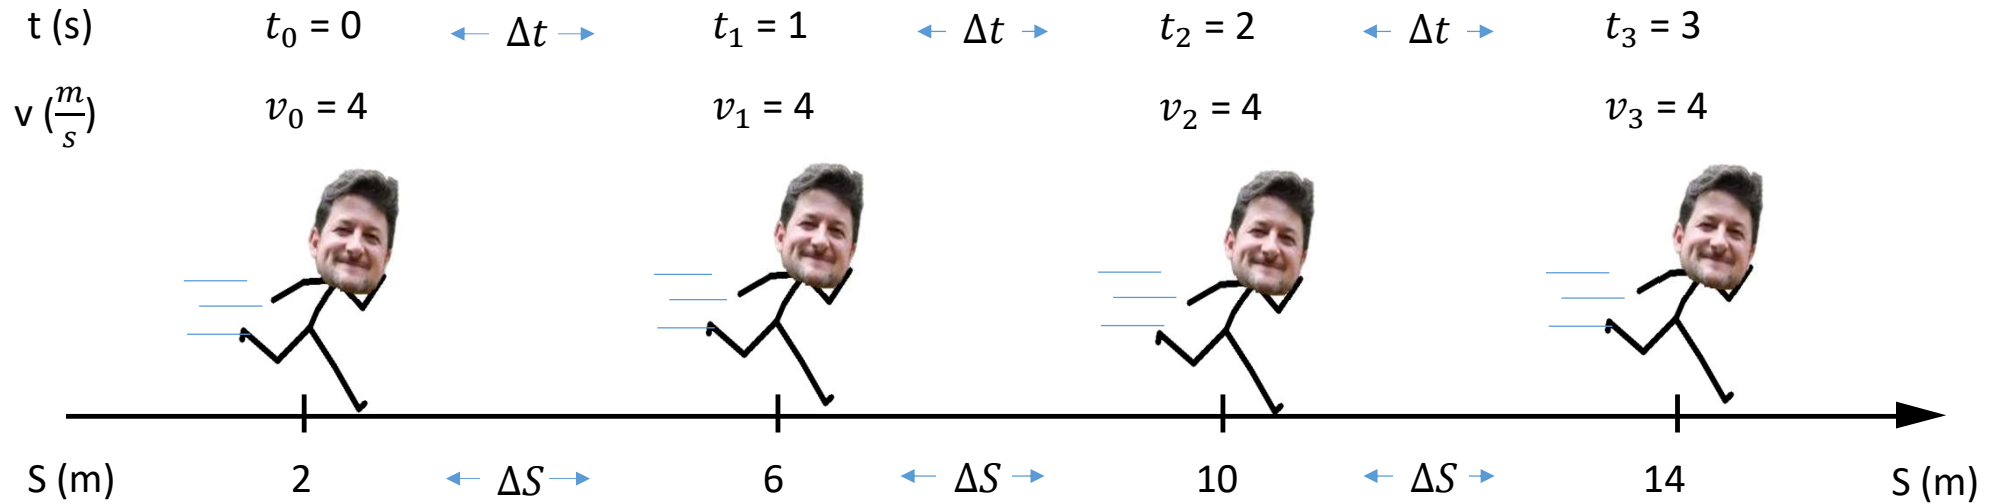 t (s) t₀ = 0 Δt t₁ = 1 Δt t₂ = 2 Δt t₃ = 3
v (m/s) v₀ = 4 v₁ = 4 v₂ = 4 v₃ = 4
S (m) 2 ΔS 6 ΔS 10 ΔS 14 S (m)